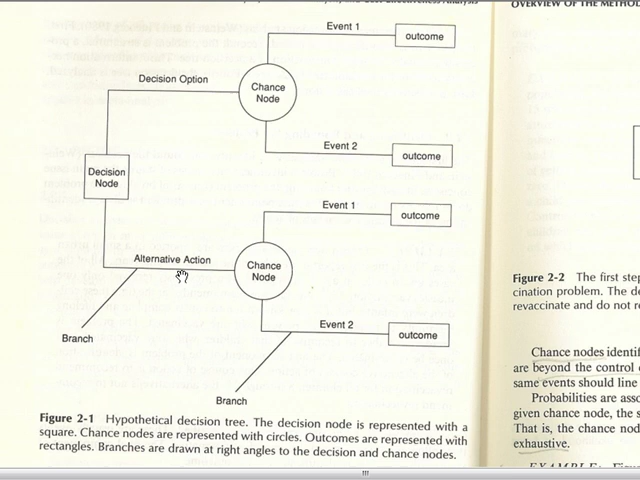 OVERVIEW OF THE METHOD
Event 1
outcome
Decision Option
Chance
Node
Event 2
outcome
Decision
Node
Event 1
outcome
Alternative Action
Chance
Node
Event 2
outcome
Branch
Branch
Figure 2-1 Hypothetical decision tree. The decision node is represented with a
square. Chance nodes are represented with circles. Outcomes are represented with
rectangles. Branches are drawn at right angles to the decision and chance nodes.
Figure 2-2 The first step
cination problem. The de
revaccinate and do not r
Chance nodes identif
are beyond the control
same events should line
Probabilities are asso
given chance node, the s
That is, the chance nod
exhaustive.